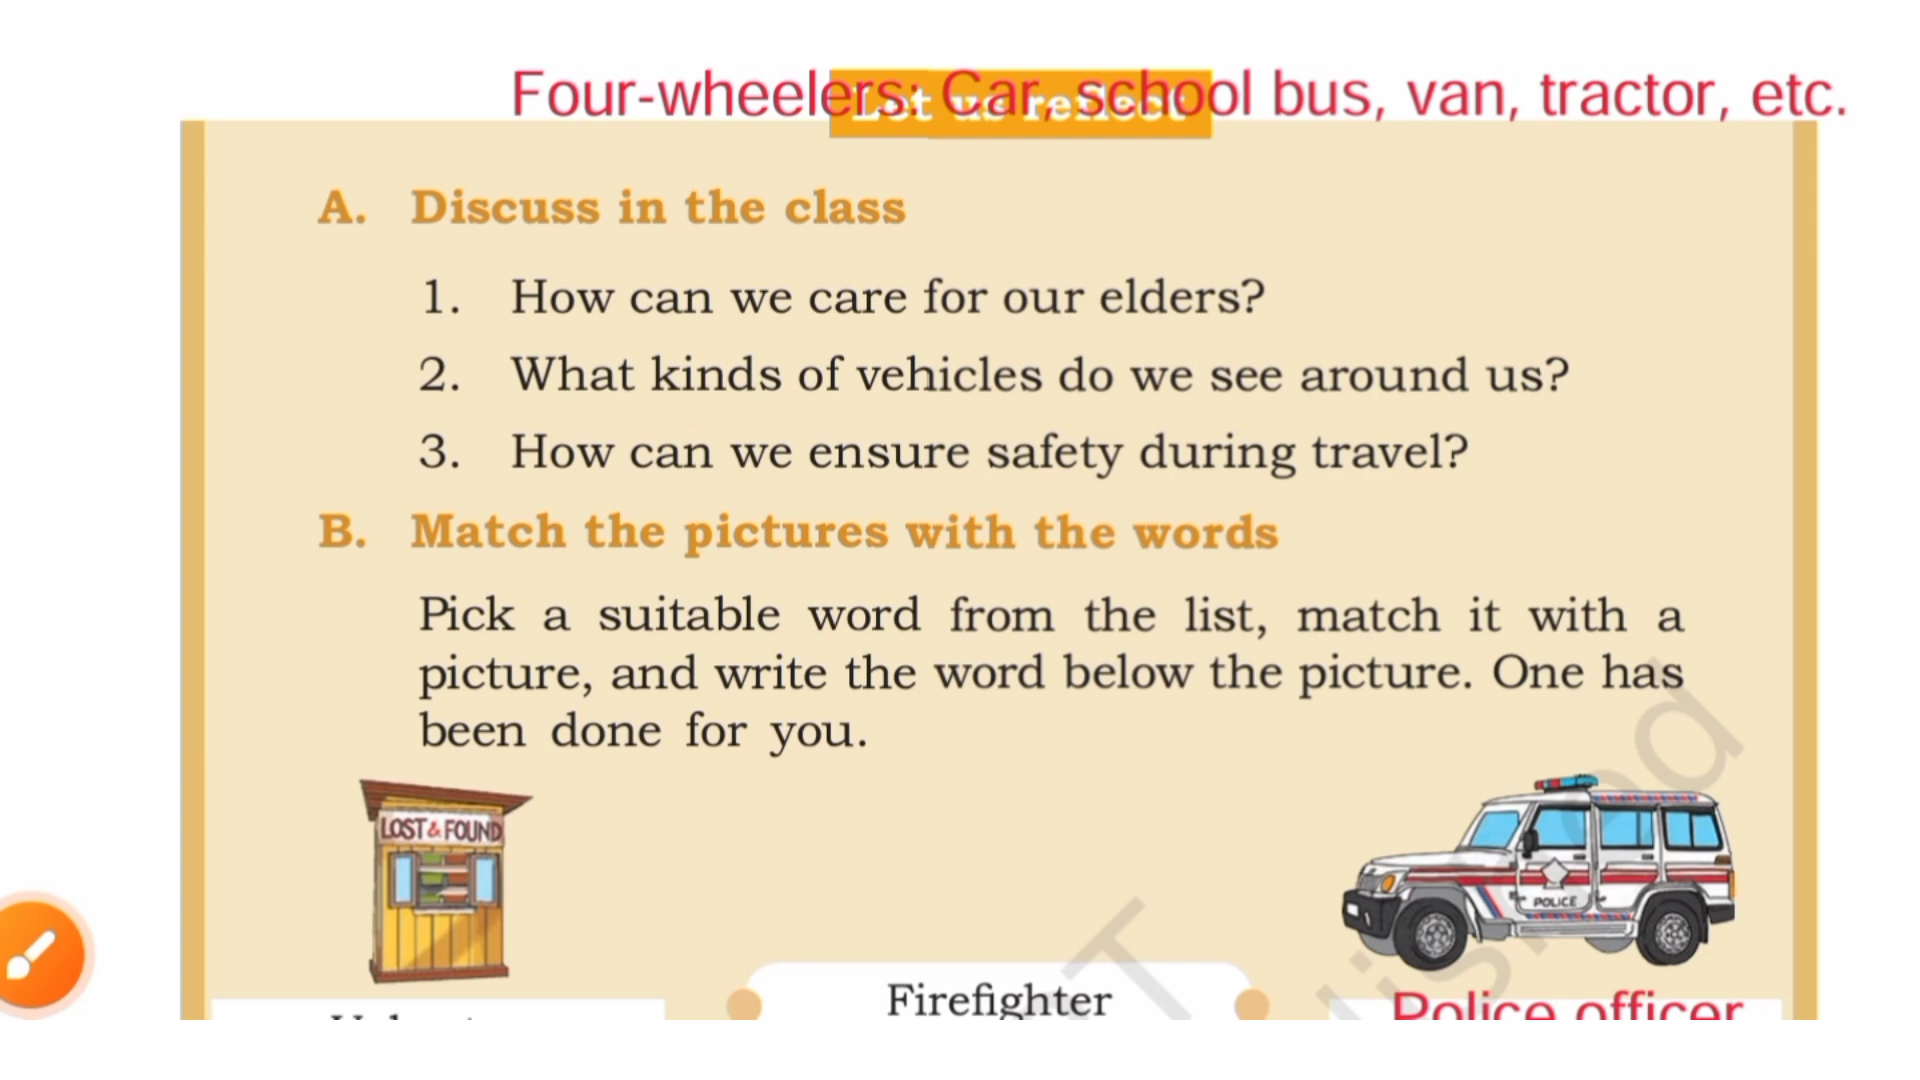 Four-wheelers: Car, school bus, van, tractor, etc.
Let us reflect
A. Discuss in the class
1. How can we care for our elders?
2. What kinds of vehicles do we see around us?
3. How can we ensure safety during travel?
B. Match the pictures with the words
Pick a suitable word from the list, match it with a
picture, and write the word below the picture. One has
been done for you.
LOST & FOUND
POLICE
Firefighter
Police officer